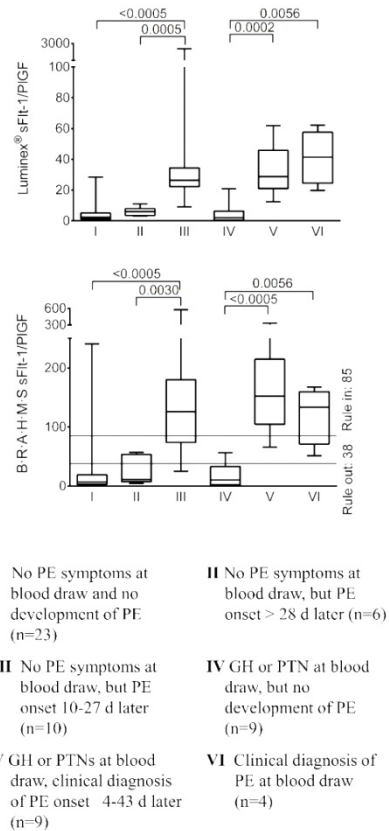 <0.0005
0.0005
0.0056
0.0002
Luminex® sFlt-1/PlGF
3000
100
80
60
40
20
0
I II III IV V VI
<0.0005
0.0030
0.0056
<0.0005
B·R·A·H·M·S sFlt-1/PlGF
600
300
200
100
0
I II III IV V VI
Rule out: 38 Rule in: 85
No PE symptoms at
blood draw and no
development of PE
(n=23)
II No PE symptoms at
blood draw, but PE
onset > 28 d later (n=6)
II No PE symptoms at
blood draw, but PE
onset 10-27 d later
(n=10)
IV GH or PTN at blood
draw, but no
development of PE
(n=9)
GH or PTNs at blood
draw, clinical diagnosis
of PE onset 4-43 d later
(n=9)
VI Clinical diagnosis of
PE at blood draw
(n=4)